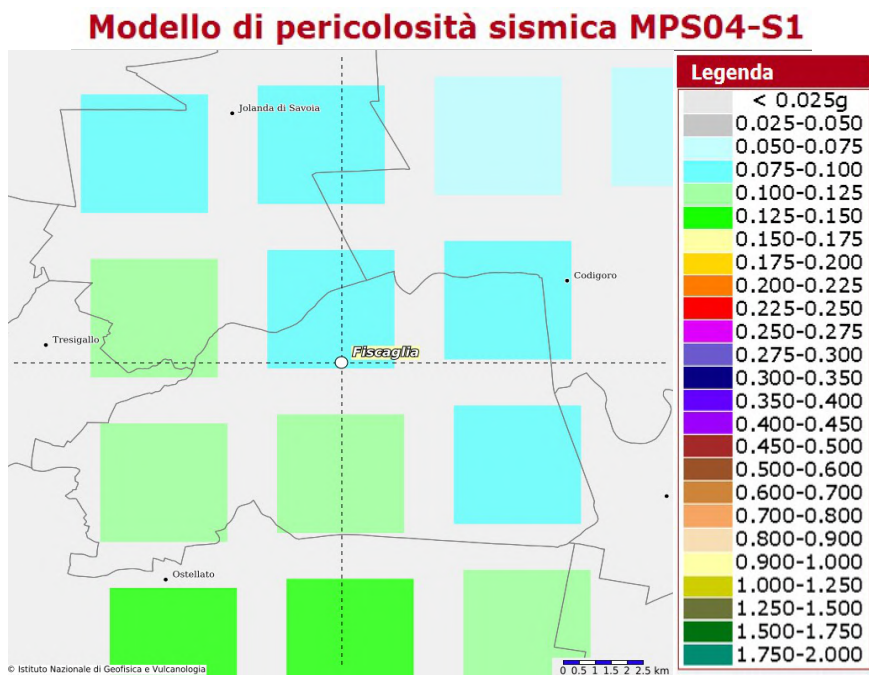 Modello di pericolosità sismica MPS04-S1
Legenda
< 0.025g
0.025-0.050
0.050-0.075
0.075-0.100
0.100-0.125
0.125-0.150
0.150-0.175
0.175-0.200
0.200-0.225
0.225-0.250
0.250-0.275
0.275-0.300
0.300-0.350
0.350-0.400
0.400-0.450
0.450-0.500
0.500-0.600
0.600-0.700
0.700-0.800
0.800-0.900
0.900-1.000
1.000-1.250
1.250-1.500
1.500-1.750
1.750-2.000
Jolanda di Savoia
Codigoro
Tresigallo
Fiscaglia
Ostellato
© Istituto Nazionale di Geofisica e Vulcanologia
0 0.5 1 1.5 2 2.5 km